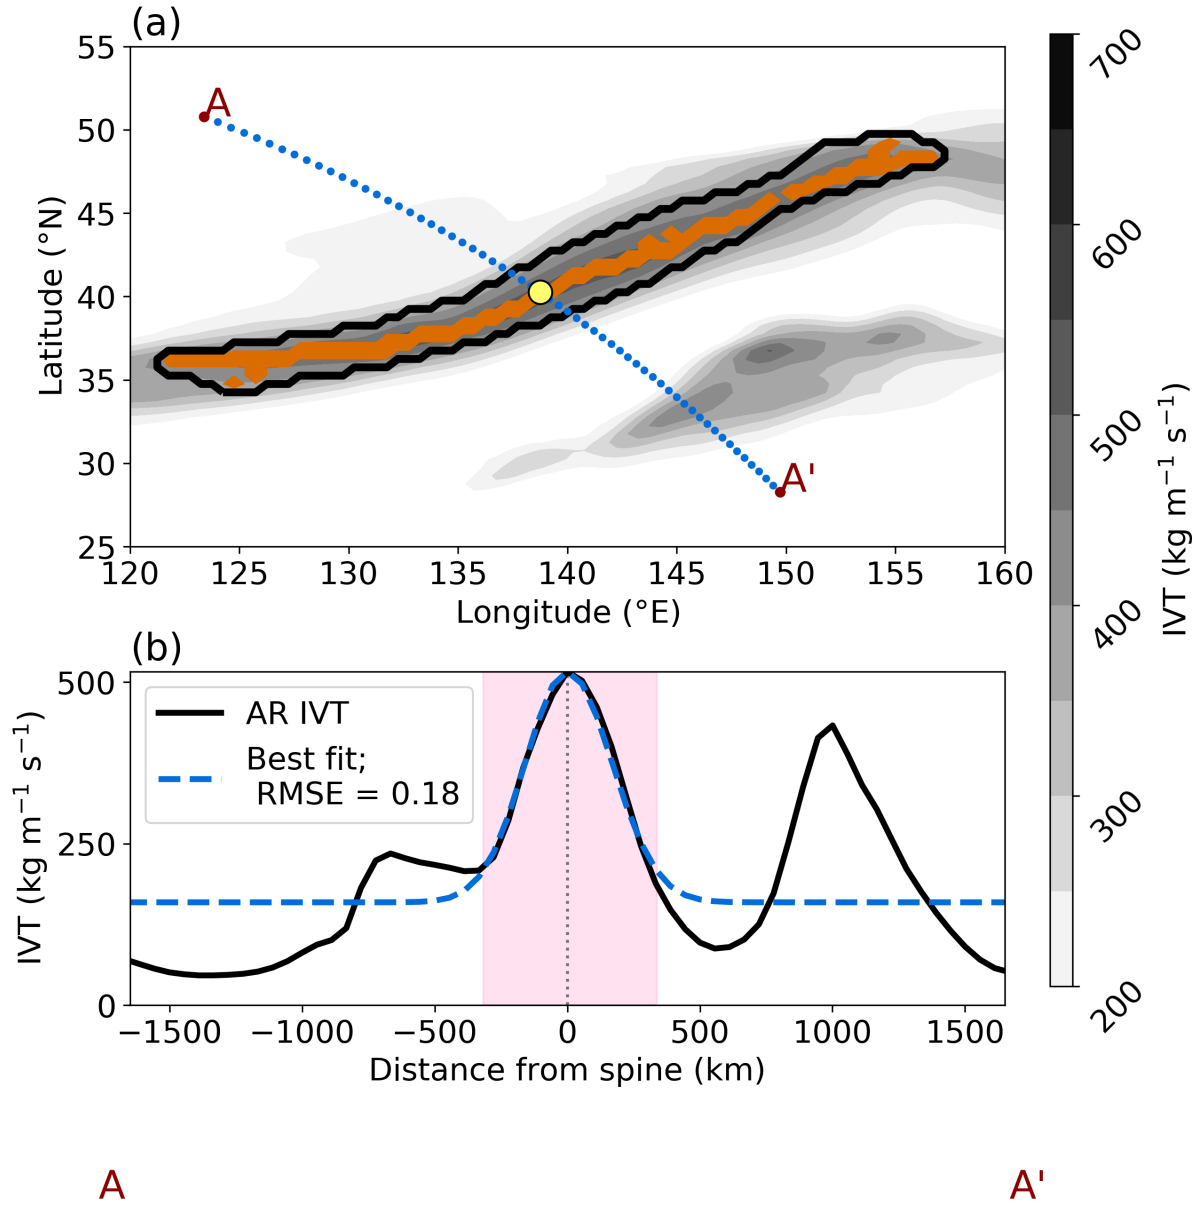 (a)
55
50
45
40
35
30
25
Latitude (°N)
A
A'
120 125 130 135 140 145 150 155 160
Longitude (°E)
700
600
500
400
300
200
IVT (kg m⁻¹ s⁻¹)
(b)
500
250
0
IVT (kg m⁻¹ s⁻¹)
AR IVT
Best fit;
RMSE = 0.18
−1500 −1000 −500 0 500 1000 1500
Distance from spine (km)
A A'